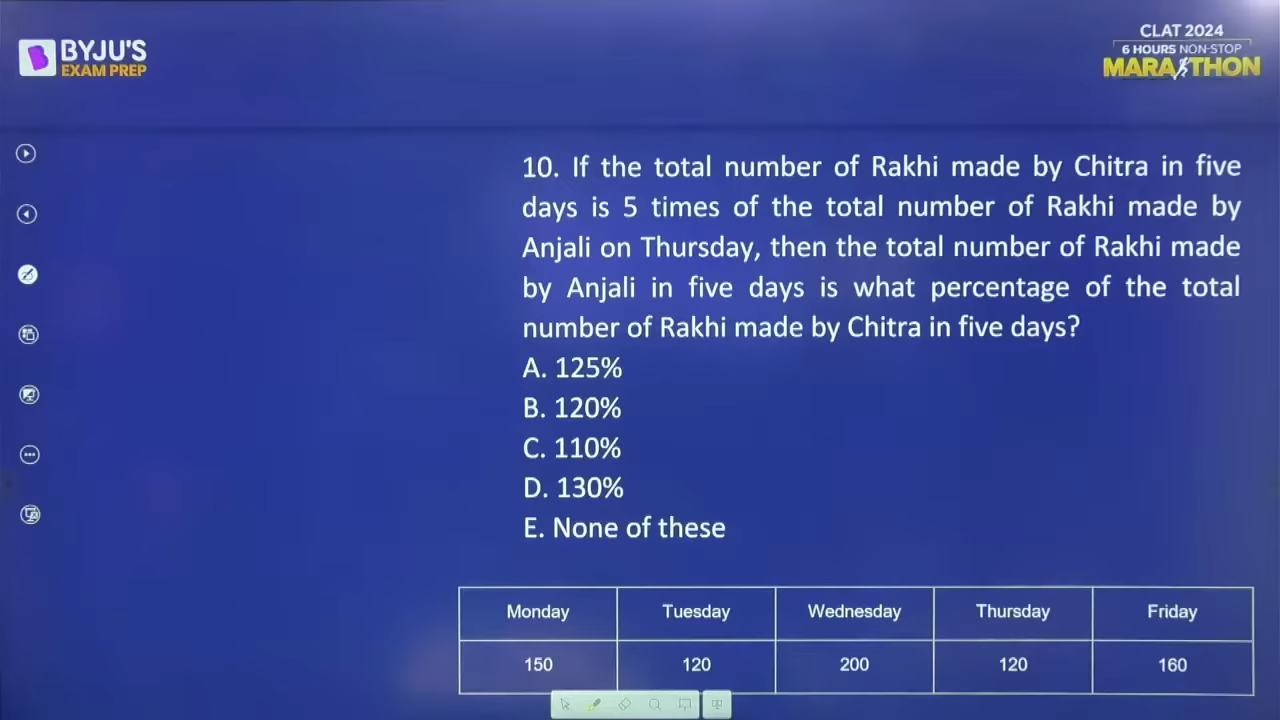 BYJU'S
EXAM PREP
CLAT 2024
6 HOURS NON-STOP
MARATHON
10. If the total number of Rakhi made by Chitra in five
days is 5 times of the total number of Rakhi made by
Anjali on Thursday, then the total number of Rakhi made
by Anjali in five days is what percentage of the total
number of Rakhi made by Chitra in five days?
A. 125%
B. 120%
C. 110%
D. 130%
E. None of these
Monday Tuesday Wednesday Thursday Friday
150 120 200 120 160